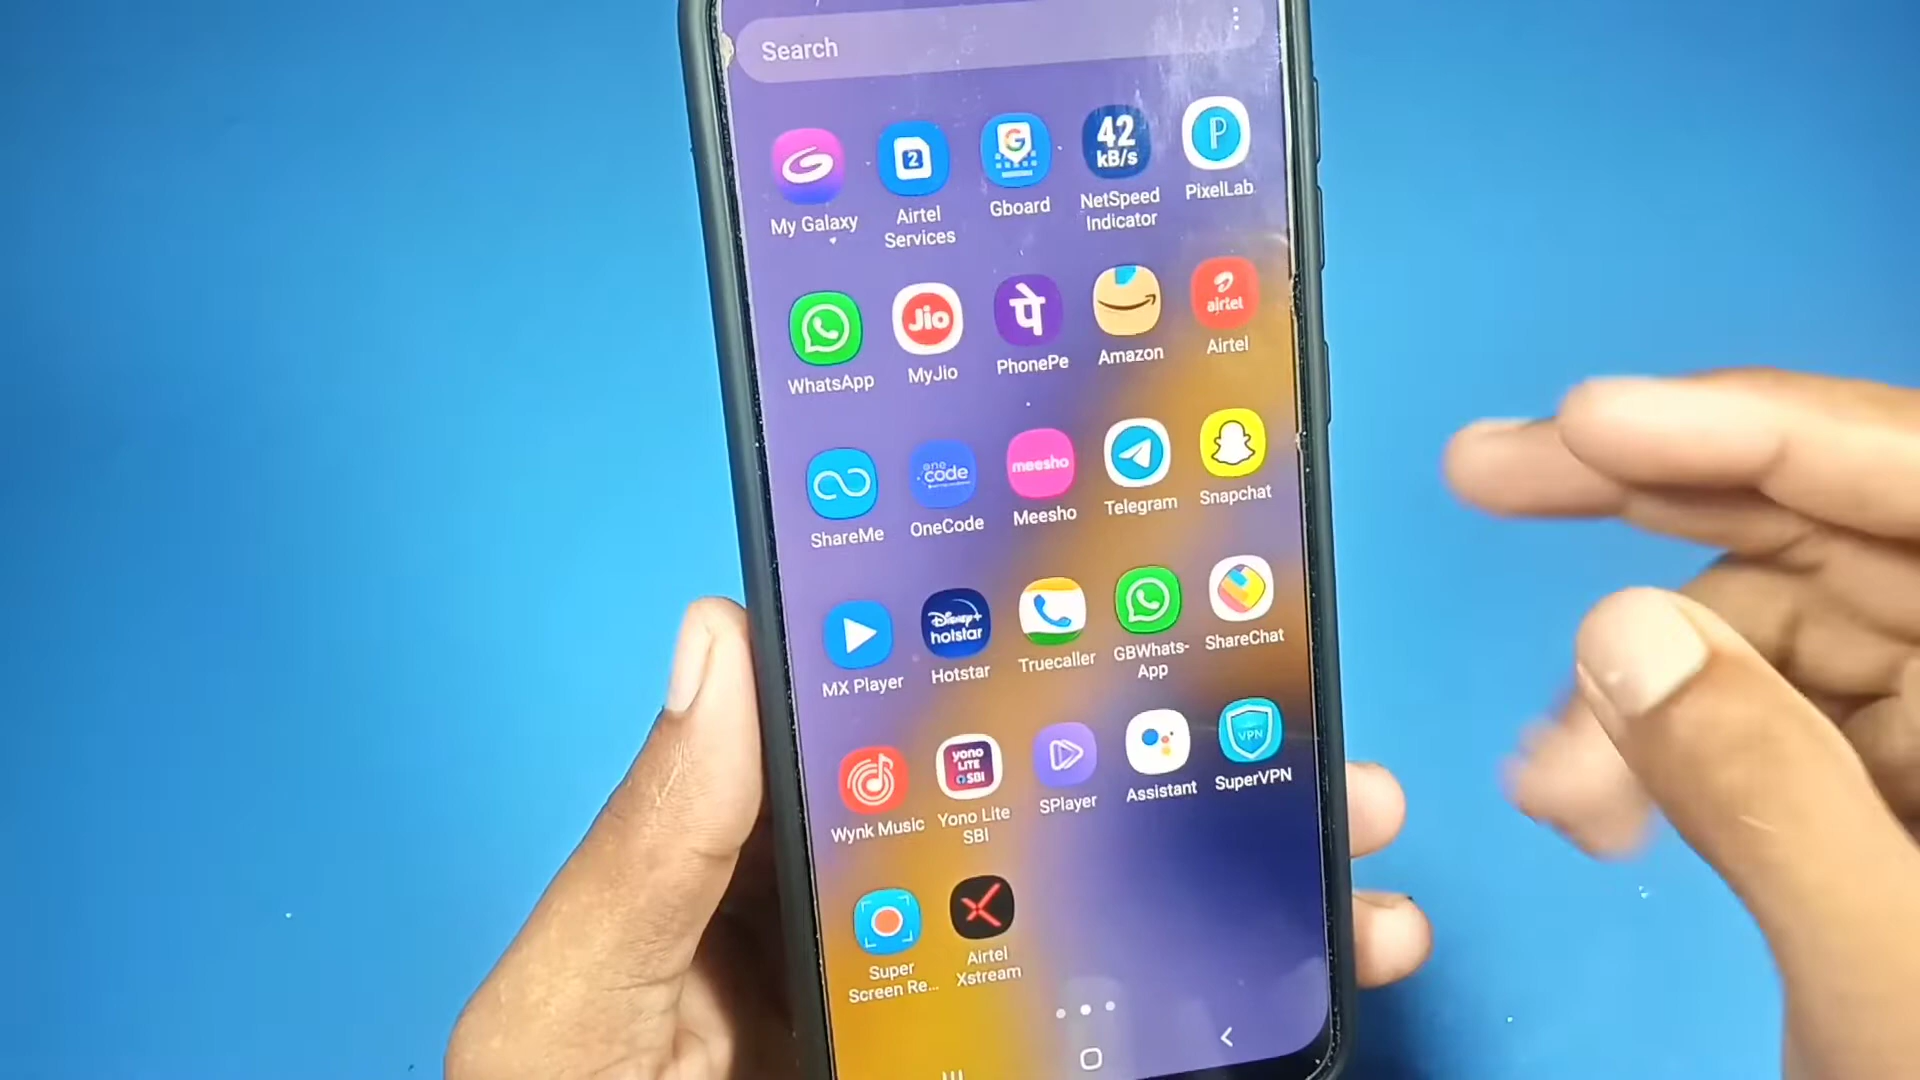 Search
2
G
42
kB/s
P
My Galaxy
Airtel
Services
Gboard
NetSpeed
Indicator
PixelLab
Jio
पे
airtel
WhatsApp
MyJio
PhonePe
Amazon
Airtel
one
code
meesho
ShareMe
OneCode
Meesho
Telegram
Snapchat
Disney+
hotstar
MX Player
Hotstar
Truecaller
GBWhats-
App
ShareChat
yono
LITE
SBI
VPN
Wynk Music
Yono Lite
SBI
SPlayer
Assistant
SuperVPN
Super
Screen Re...
Airtel
Xstream